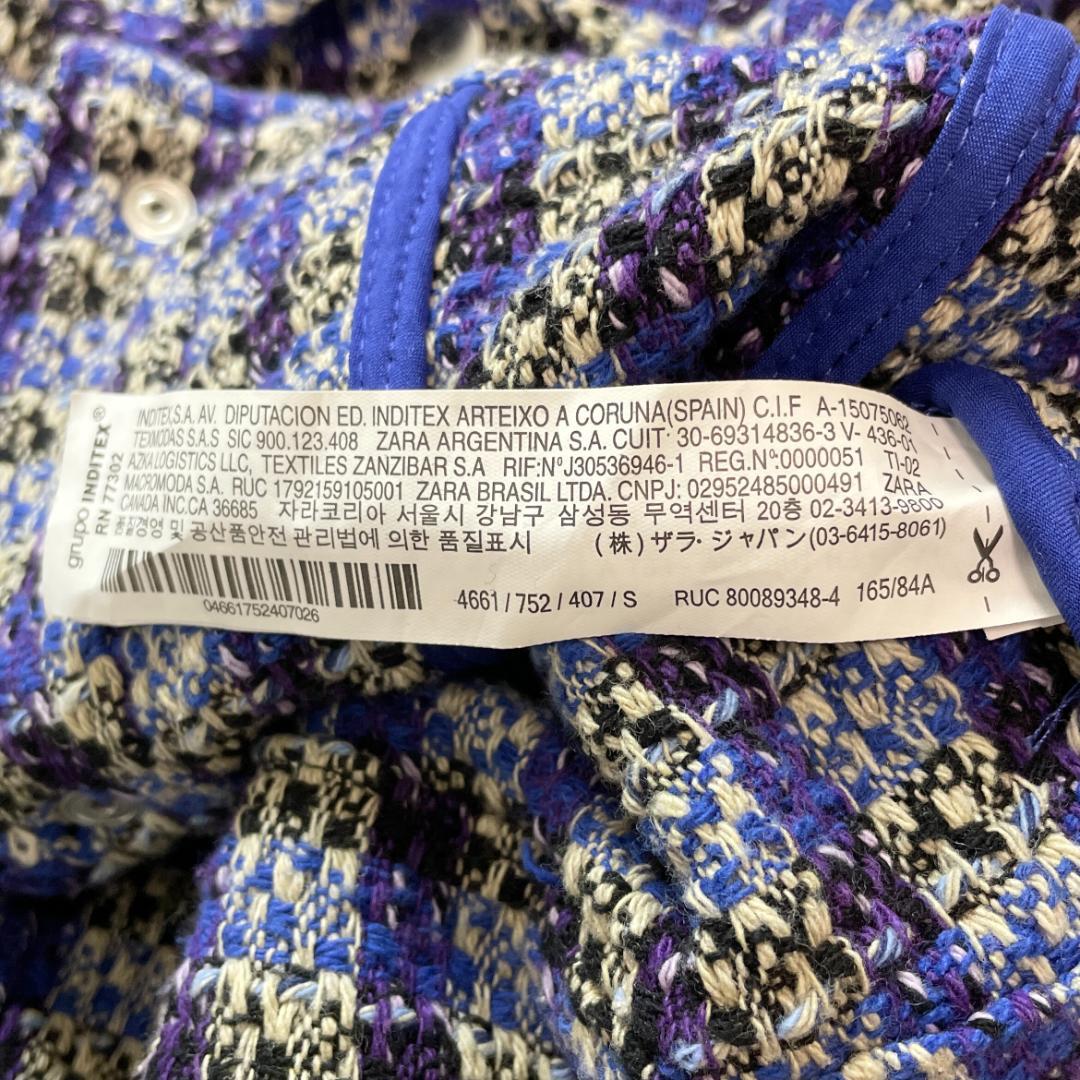 grupo INDITEX®
RN 77302
INDITEX,S.A. AV. DIPUTACION ED. INDITEX ARTEIXO A CORUNA(SPAIN) C.I.F A-15075062
TEXMODAS S.A.S SIC 900.123.408 ZARA ARGENTINA S.A. CUIT: 30-69314836-3 V- 436-01
AZKA LOGISTICS LLC, TEXTILES ZANZIBAR S.A RIF:NºJ30536946-1 REG.Nº:0000051 TI-02
MACROMODA S.A. RUC 1792159105001 ZARA BRASIL LTDA. CNPJ: 02952485000491 ZARA
CANADA INC.CA 36685 자라코리아 서울시 강남구 삼성동 무역센터 20층 02-3413-9800
품질경영 및 공산품안전 관리법에 의한 품질표시 (株)ザラ・ジャパン(03-6415-8061)
04661752407026
4661/752/407/S RUC 80089348-4 165/84A